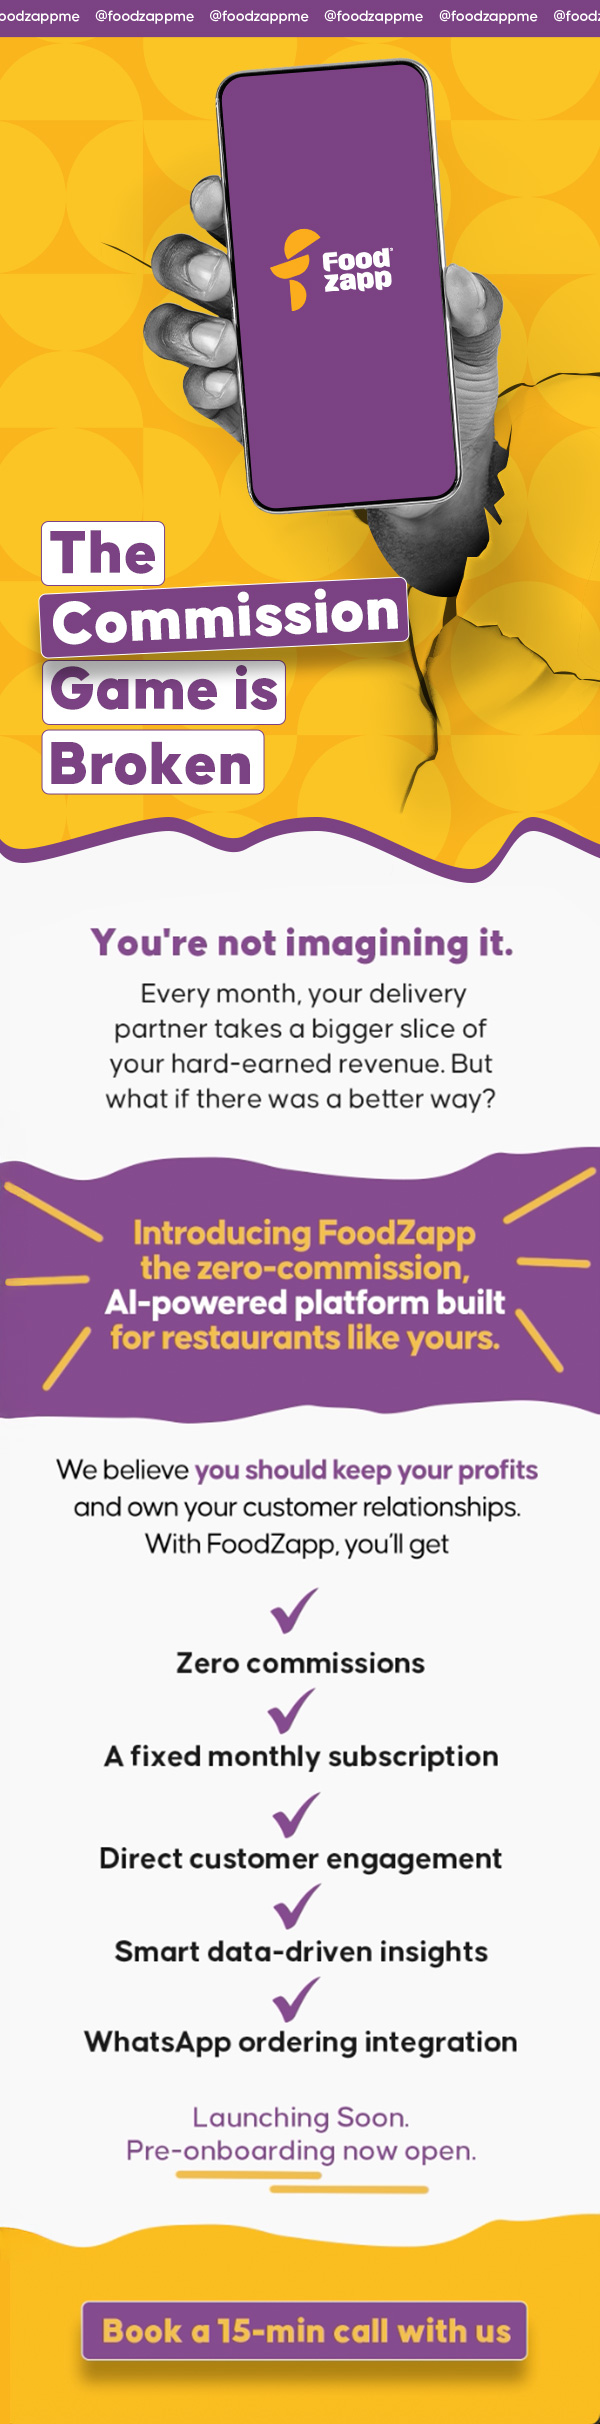 @foodzappme @foodzappme @foodzappme @foodzappme
Food
zapp
The
Commission
Game is
Broken
You're not imagining it.
Every month, your delivery
partner takes a bigger slice of
your hard-earned revenue. But
what if there was a better way?
Introducing FoodZapp
the zero-commission,
AI-powered platform built
for restaurants like yours.
We believe you should keep your profits
and own your customer relationships.
With FoodZapp, you'll get
Zero commissions
A fixed monthly subscription
Direct customer engagement
Smart data-driven insights
WhatsApp ordering integration
Launching Soon.
Pre-onboarding now open.
Book a 15-min call with us